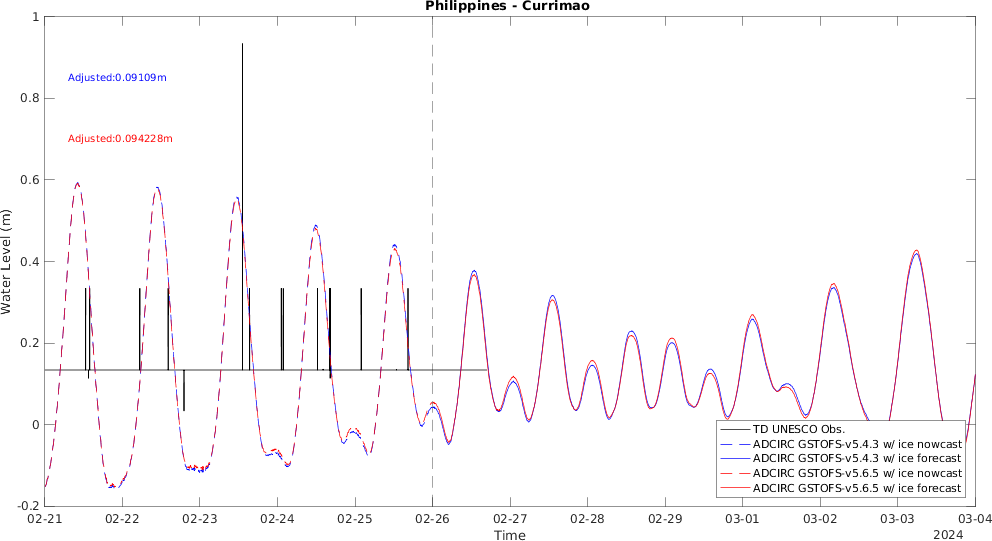 Philippines - Currimao
1
0.8
0.6
0.4
0.2
0
-0.2
Water Level (m)
Adjusted:0.09109m
Adjusted:0.094228m
TD UNESCO Obs.
ADCIRC GSTOFS-v5.4.3 w/ ice nowcast
ADCIRC GSTOFS-v5.4.3 w/ ice forecast
ADCIRC GSTOFS-v5.6.5 w/ ice nowcast
ADCIRC GSTOFS-v5.6.5 w/ ice forecast
02-21 02-22 02-23 02-24 02-25 02-26 02-27 02-28 02-29 03-01 03-02 03-03 03-04
Time
2024